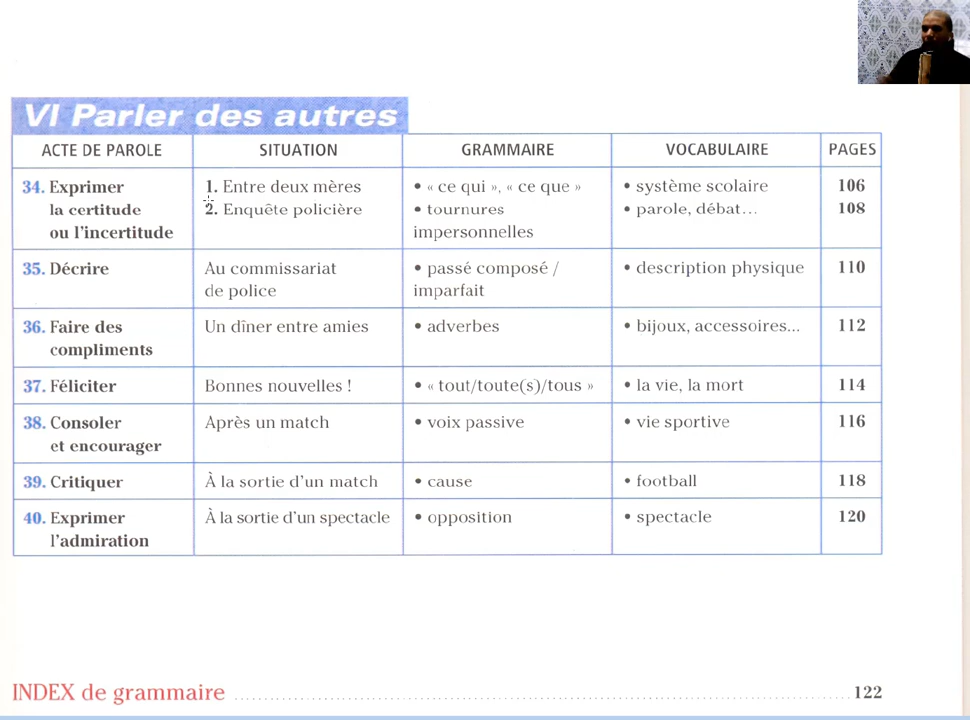 VI Parler des autres
ACTE DE PAROLE SITUATION GRAMMAIRE VOCABULAIRE PAGES
34. Exprimer 1. Entre deux mères • « ce qui », « ce que » • système scolaire 106
la certitude 2. Enquête policière • tournures • parole, débat... 108
ou l'incertitude impersonnelles
35. Décrire Au commissariat • passé composé / • description physique 110
de police imparfait
36. Faire des Un dîner entre amies • adverbes • bijoux, accessoires... 112
compliments
37. Féliciter Bonnes nouvelles ! • « tout/toute(s)/tous » • la vie, la mort 114
38. Consoler Après un match • voix passive • vie sportive 116
et encourager
39. Critiquer À la sortie d'un match • cause • football 118
40. Exprimer À la sortie d'un spectacle • opposition • spectacle 120
l'admiration
INDEX de grammaire 122